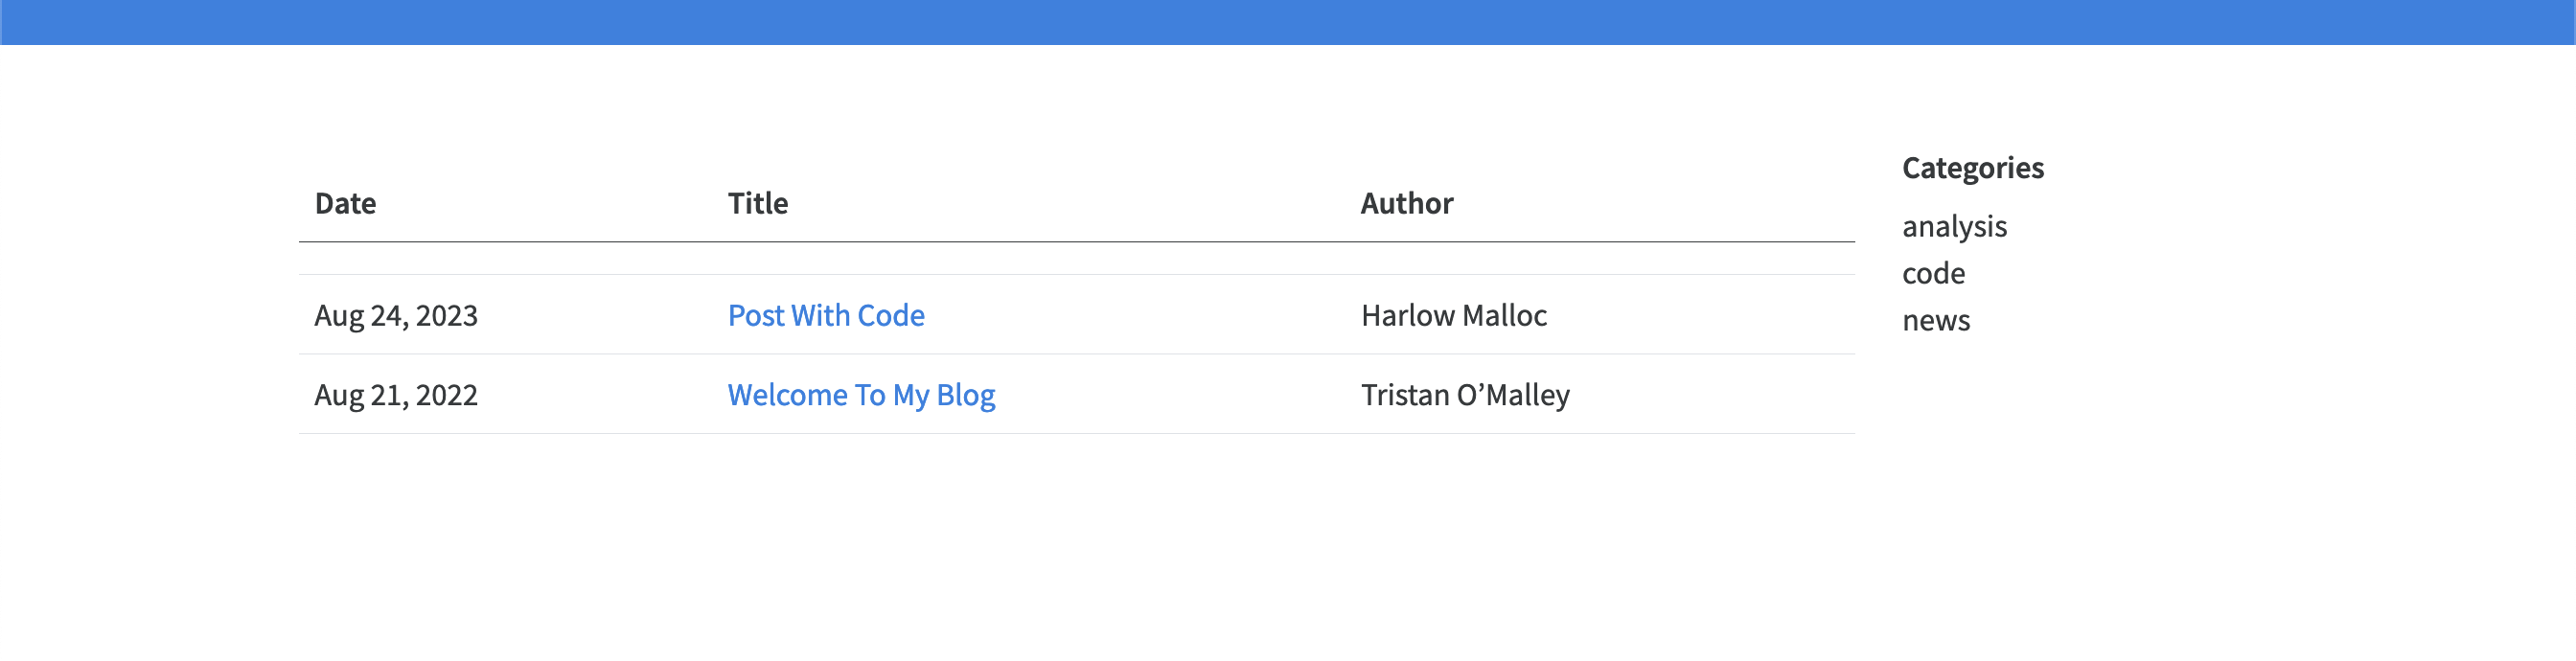 Date Title Author
Aug 24, 2023 Post With Code Harlow Malloc
Aug 21, 2022 Welcome To My Blog Tristan O’Malley
Categories
analysis
code
news